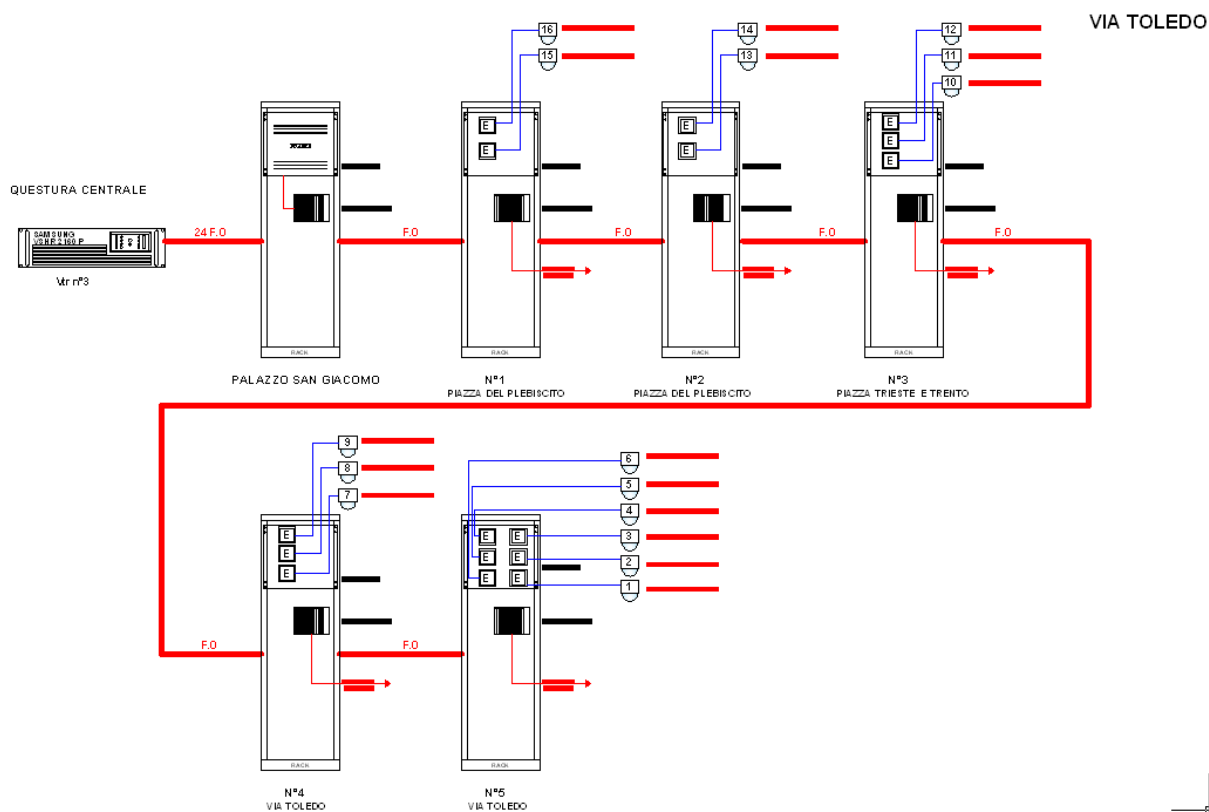 VIA TOLEDO
16
15
14
13
12
11
10
E
E
E
E
E
E
E
QUESTURA CENTRALE
SAMSUNG
VSHR 2160 P
Vtr n°3
24 F.O
F.O
F.O
F.O
F.O
RACK
RACK
RACK
RACK
PALAZZO SAN GIACOMO
N°1
PIAZZA DEL PLEBISCITO
N°2
PIAZZA DEL PLEBISCITO
N°3
PIAZZA TRIESTE E TRENTO
9
8
7
6
5
4
3
2
1
E
E
E
E
E
E
E
E
E
F.O
F.O
RACK
RACK
N°4
VIA TOLEDO
N°5
VIA TOLEDO